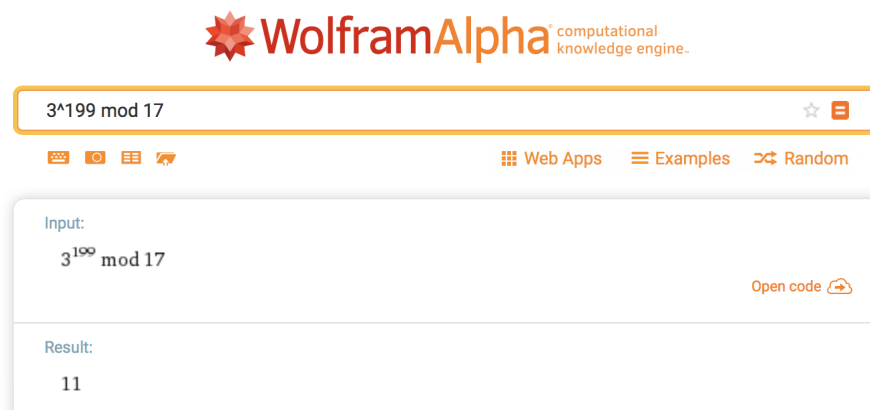 WolframAlpha computational
knowledge engine™
3^199 mod 17
Web Apps Examples Random
Input:
3¹⁹⁹ mod 17
Open code
Result:
11